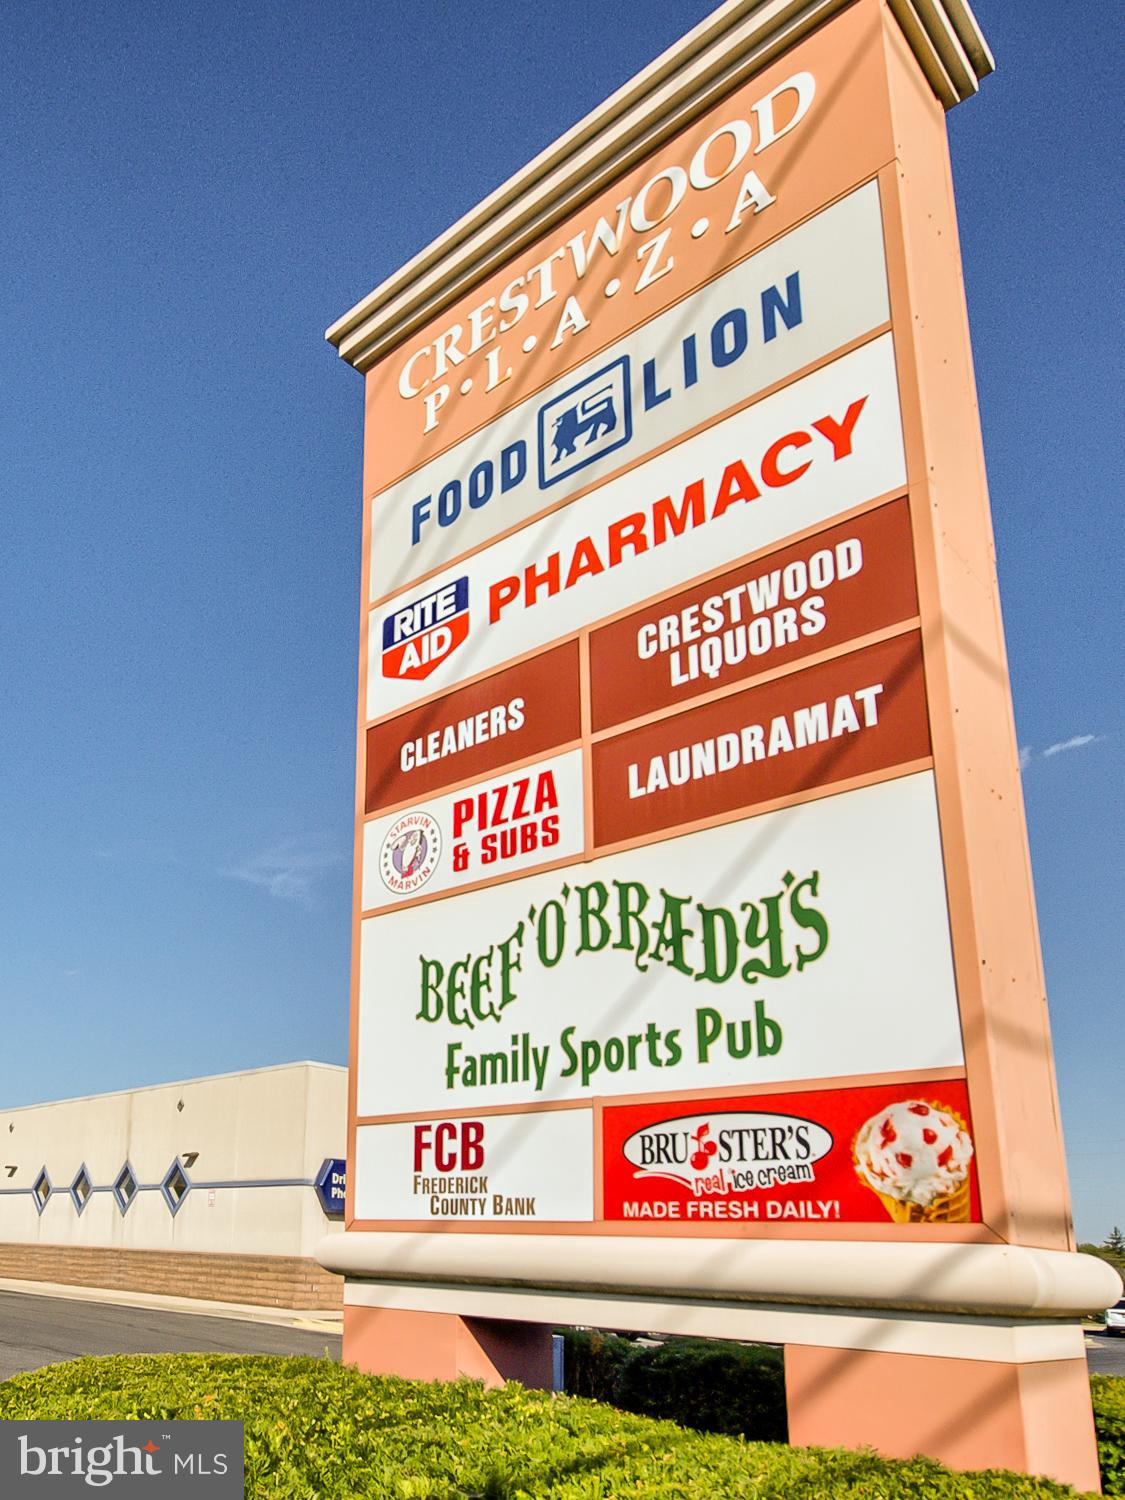 CRESTWOOD
P•L•A•Z•A
FOOD LION
RITE
AID
PHARMACY
CRESTWOOD
LIQUORS
CLEANERS
LAUNDRAMAT
STARVIN
MARVIN
PIZZA
& SUBS
BEEF 'O' BRADY'S
Family Sports Pub
FCB
FREDERICK
COUNTY BANK
BRUSTER'S
real ice cream
MADE FRESH DAILY!
bright™ MLS